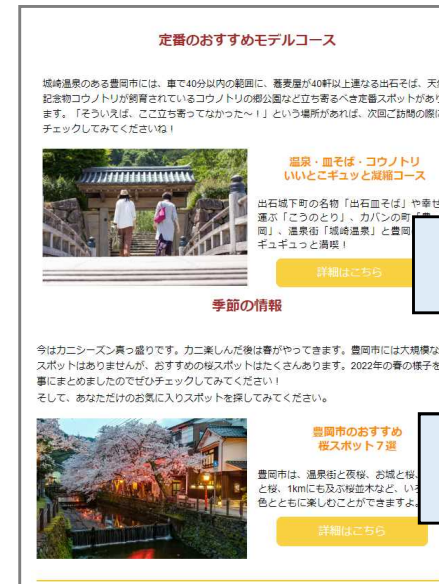 定番のおすすめモデルコース
城崎温泉のある豊岡市には、車で40分以内の範囲に、蕎麦屋が40軒以上連なる出石そば、天然
記念物コウノトリが飼育されているコウノトリの郷公園など立ち寄るべき定番スポットがあり
ます。「そういえば、ここ立ち寄ってなかった～！」という場所があれば、次回ご訪問の際に
チェックしてみてくださいね！
温泉・皿そば・コウノトリ
いいとこギュッと凝縮コース
出石城下町の名物「出石皿そば」や幸せ
運ぶ「こうのとり」、カバンの町「豊
岡」、温泉街「城崎温泉」と豊岡
ギュギュっと満喫！
詳細はこちら
季節の情報
今はカニシーズン真っ盛りです。カニ楽しんだ後は春がやってきます。豊岡市には大規模な
スポットはありませんが、おすすめの桜スポットはたくさんあります。2022年の春の様子を
事にまとめましたのでぜひチェックしてみてください！
そして、あなただけのお気に入りスポットを探してみてください。
豊岡市のおすすめ
桜スポット７選
豊岡市は、温泉街と夜桜、お城と桜、
と桜、1kmにも及ぶ桜並木など、いろ
色とともに楽しむことができますよ
詳細はこちら